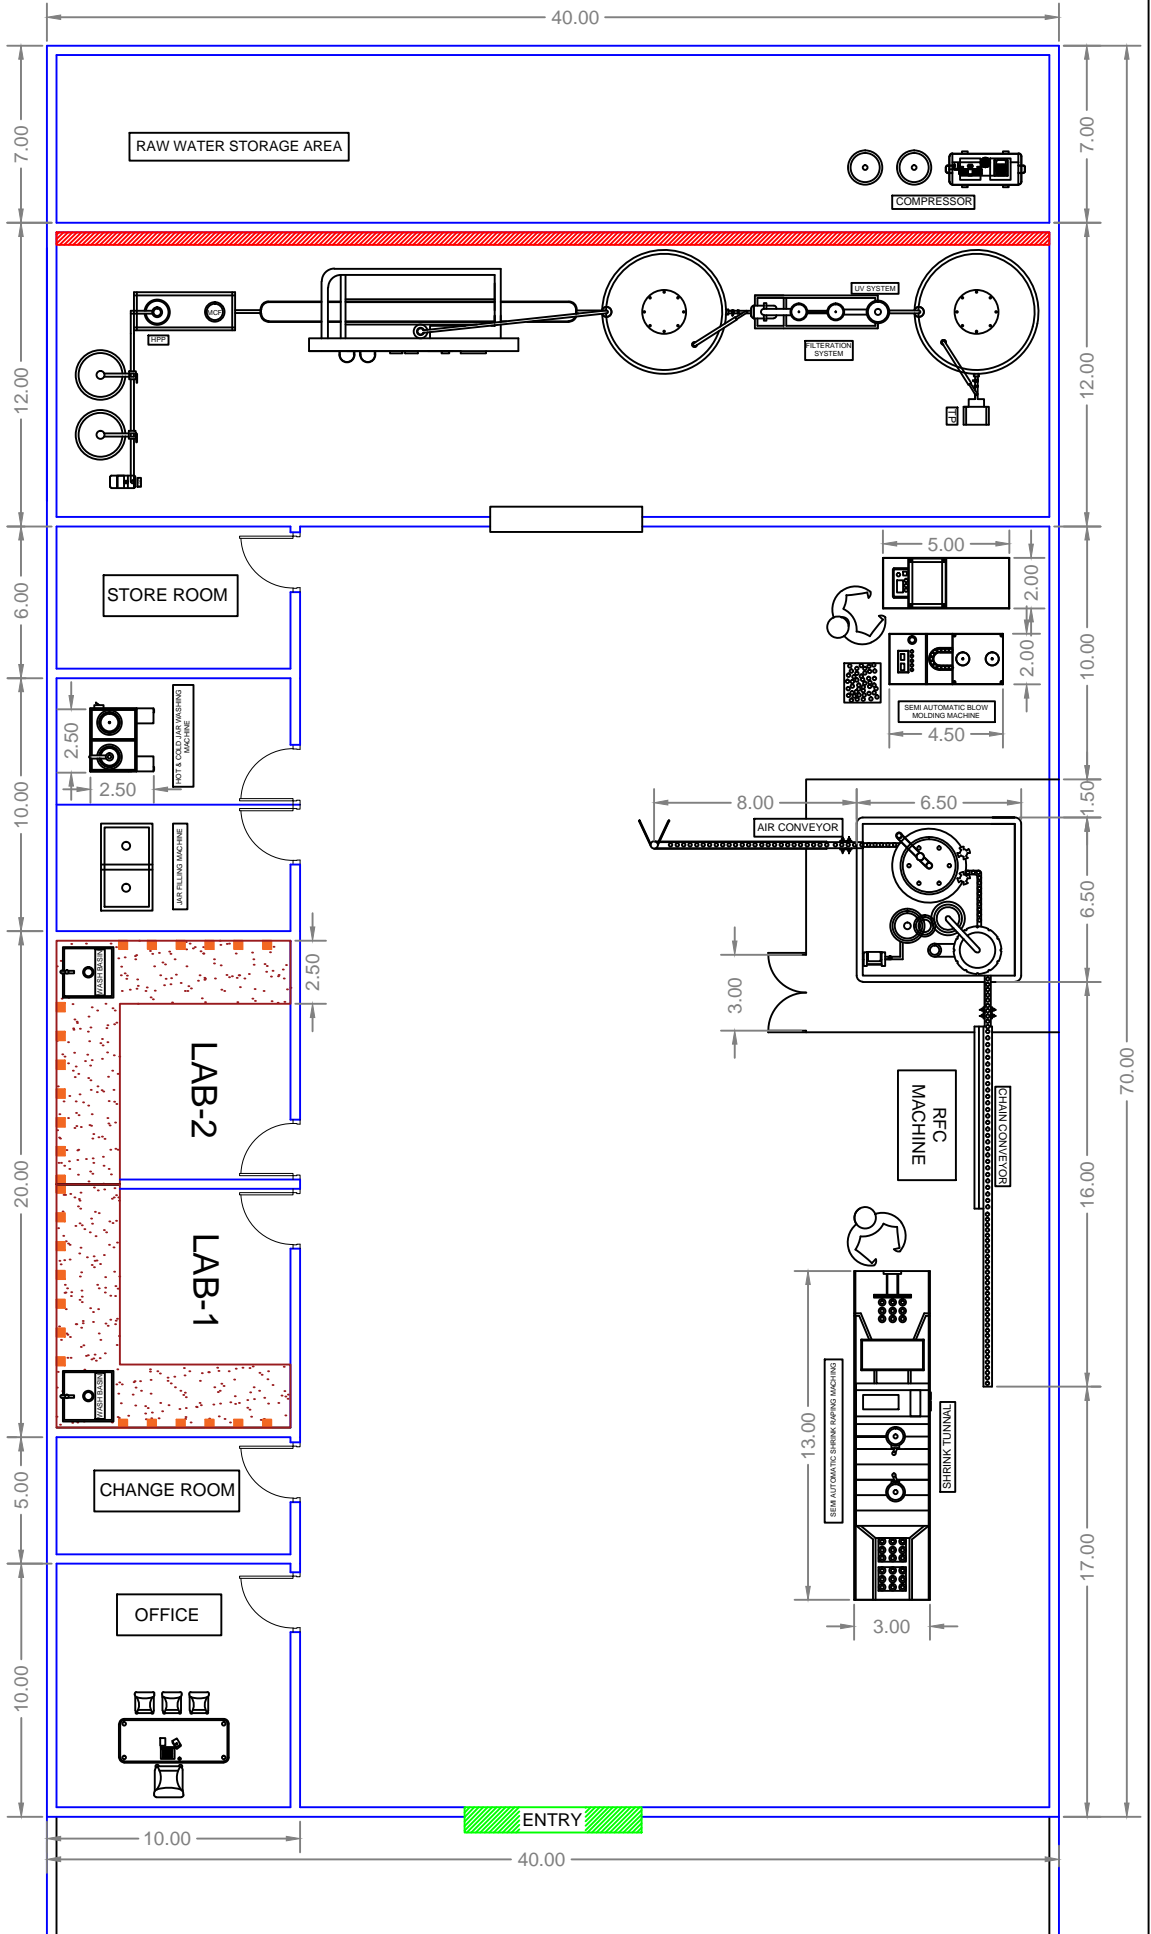 40.00
7.00
7.00
RAW WATER STORAGE AREA
COMPRESSOR
UV SYSTEM
MCF
HPP
FILTERATION
SYSTEM
TP
12.00
12.00
STORE ROOM
6.00
5.00
2.00
2.00
SEMI AUTOMATIC BLOW
MOLDING MACHINE
4.50
10.00
HOT & COLD JAR WASHING
MACHINE
2.50
2.50
10.00
JAR FILLING MACHINE
1.50
8.00
6.50
AIR CONVEYOR
6.50
WASH BASIN
2.50
3.00
LAB-2
RFC
MACHINE
CHAIN CONVEYOR
70.00
16.00
20.00
LAB-1
WASH BASIN
13.00
SEMI AUTOMATIC SHRINK RAPING MACHING
SHRINK TUNNAL
3.00
CHANGE ROOM
5.00
17.00
OFFICE
10.00
ENTRY
10.00
40.00